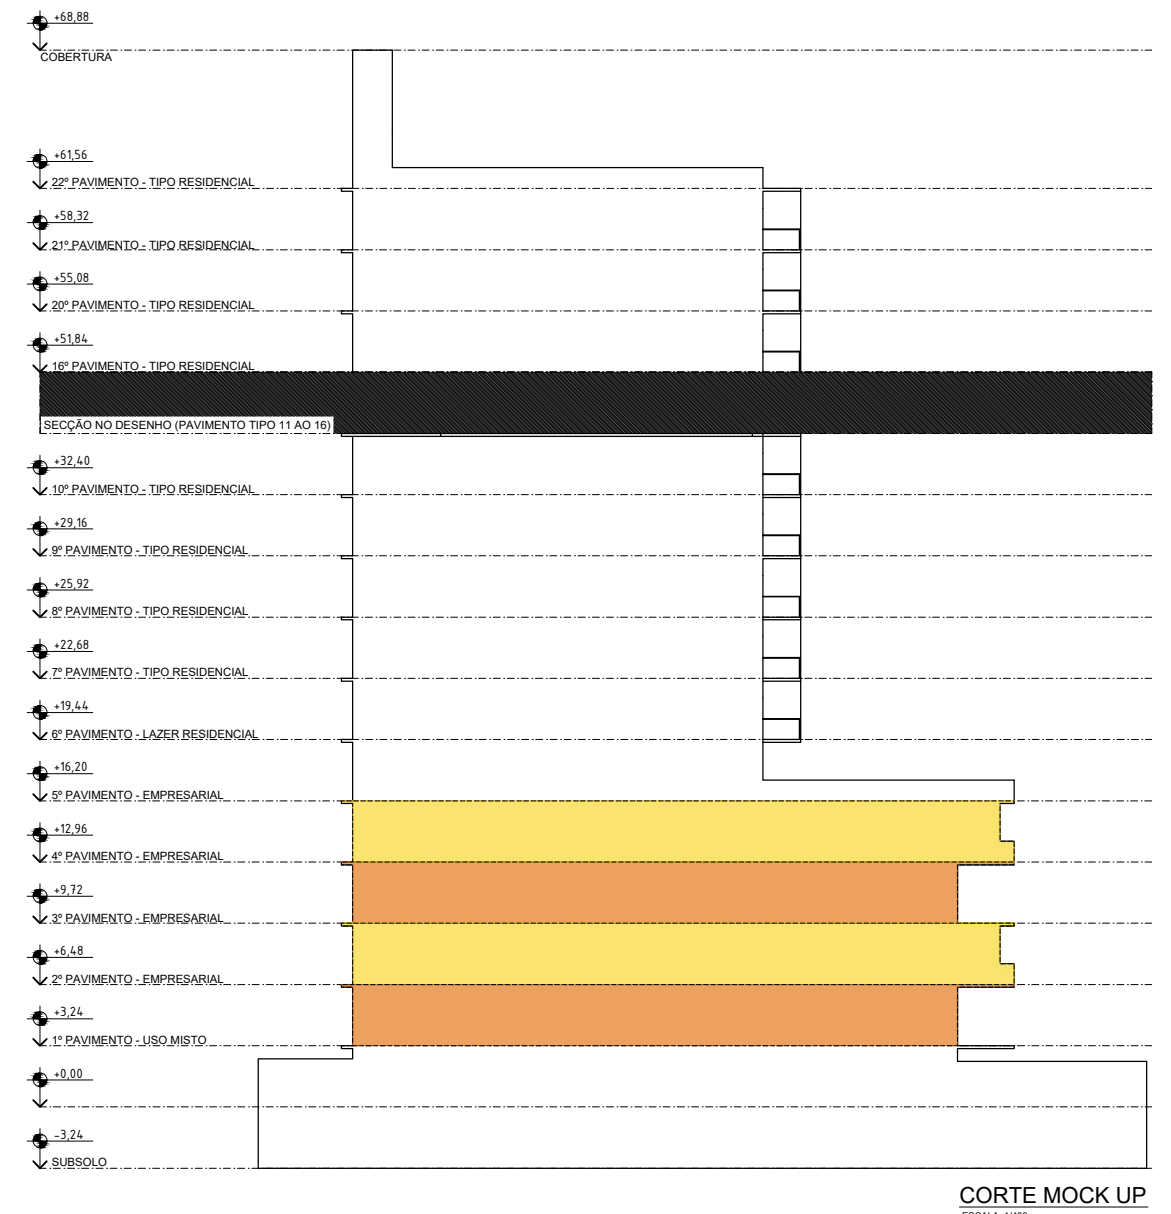 +68,88
COBERTURA
+61,56
22º PAVIMENTO - TIPO RESIDENCIAL
+58,32
21º PAVIMENTO - TIPO RESIDENCIAL
+55,08
20º PAVIMENTO - TIPO RESIDENCIAL
+51,84
16º PAVIMENTO - TIPO RESIDENCIAL
SECÇÃO NO DESENHO (PAVIMENTO TIPO 11 AO 16)
+32,40
10º PAVIMENTO - TIPO RESIDENCIAL
+29,16
9º PAVIMENTO - TIPO RESIDENCIAL
+25,92
8º PAVIMENTO - TIPO RESIDENCIAL
+22,68
7º PAVIMENTO - TIPO RESIDENCIAL
+19,44
6º PAVIMENTO - LAZER RESIDENCIAL
+16,20
5º PAVIMENTO - EMPRESARIAL
+12,96
4º PAVIMENTO - EMPRESARIAL
+9,72
3º PAVIMENTO - EMPRESARIAL
+6,48
2º PAVIMENTO - EMPRESARIAL
+3,24
1º PAVIMENTO - USO MISTO
+0,00
-3,24
SUBSOLO
CORTE MOCK UP